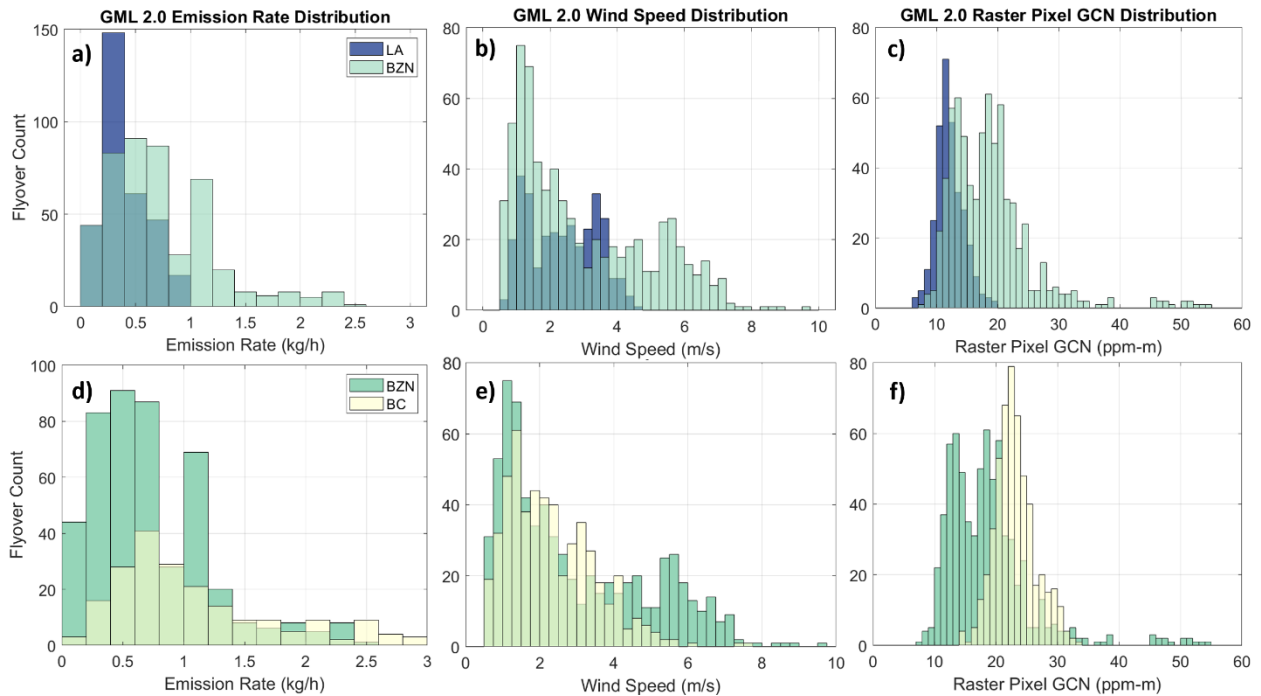 GML 2.0 Emission Rate Distribution
a)
LA
BZN
Flyover Count
150
100
50
0
0 0.5 1 1.5 2 2.5 3
Emission Rate (kg/h)
GML 2.0 Wind Speed Distribution
b)
80
60
40
20
0
0 2 4 6 8 10
Wind Speed (m/s)
GML 2.0 Raster Pixel GCN Distribution
c)
80
60
40
20
0
0 10 20 30 40 50 60
Raster Pixel GCN (ppm-m)
d)
BZN
BC
Flyover Count
100
80
60
40
20
0
0 0.5 1 1.5 2 2.5 3
Emission Rate (kg/h)
e)
80
60
40
20
0
2 4 6 8 10
Wind Speed (m/s)
f)
80
60
40
20
0
0 10 20 30 40 50 60
Raster Pixel GCN (ppm-m)